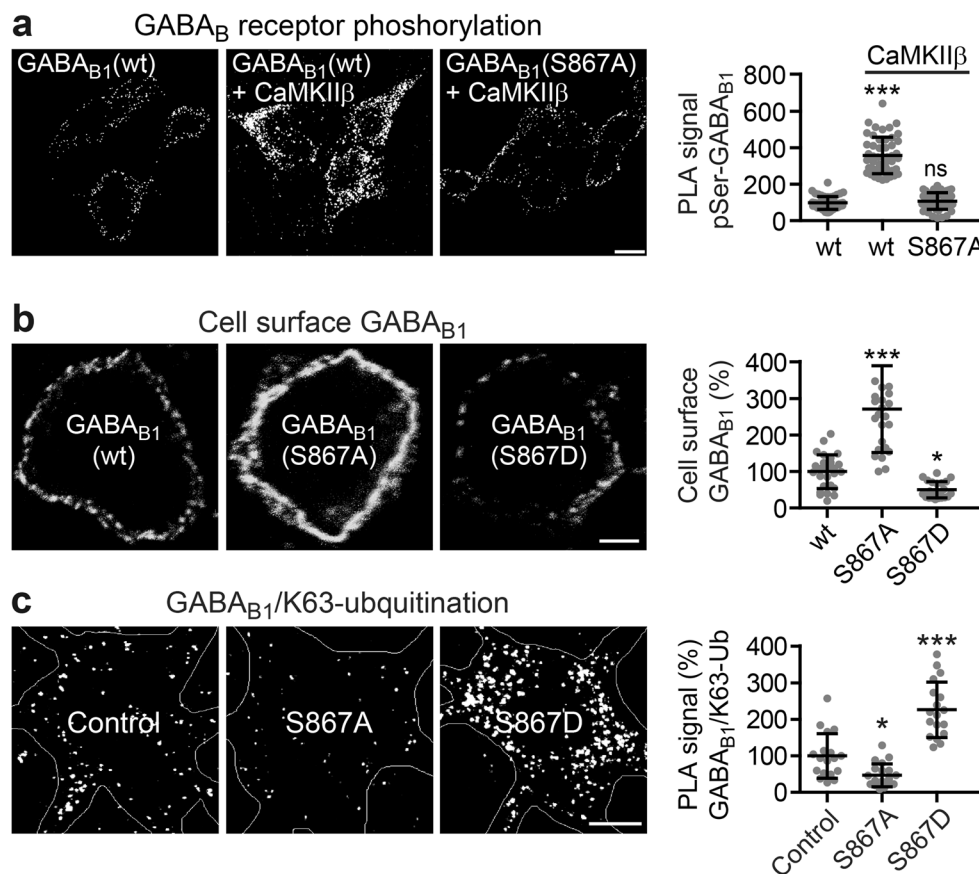 a
GABAB receptor phoshorylation
GABAB1(wt)
GABAB1(wt)
+ CaMKIIβ
GABAB1(S867A)
+ CaMKIIβ
PLA signal
pSer-GABAB1
CaMKIIβ
800
600
400
200
0
***
ns
wt
wt
S867A
b
Cell surface GABAB1
GABAB1
(wt)
GABAB1
(S867A)
GABAB1
(S867D)
Cell surface
GABAB1 (%)
400
300
200
100
0
***
*
wt
S867A
S867D
c
GABAB1/K63-ubquitination
Control
S867A
S867D
PLA signal (%)
GABAB1/K63-Ub
400
300
200
100
0
*
***
Control
S867A
S867D